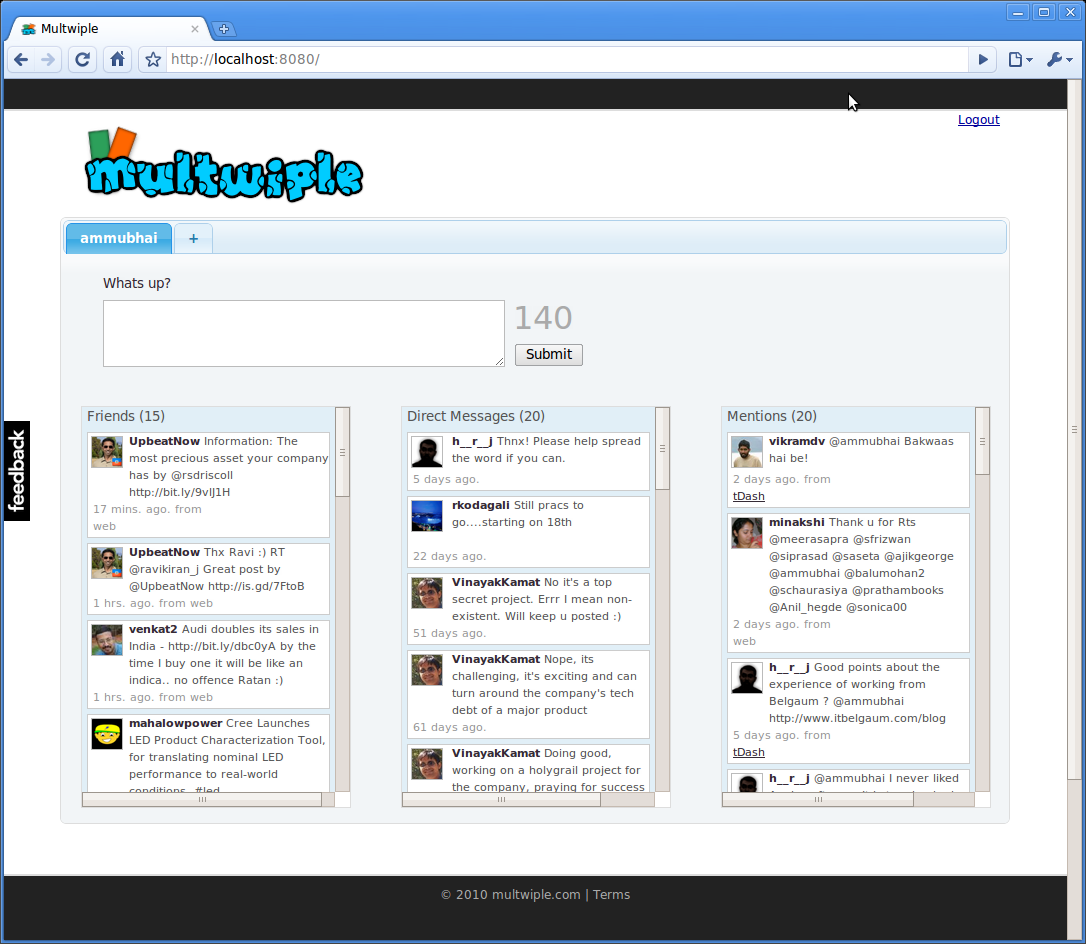 Multwiple
http://localhost:8080/
Logout
multwiple
ammubhai
+
Whats up?
140
Submit
feedback
Friends (15)
UpbeatNow Information: The
most precious asset your company
has by @rsdriscoll
http://bit.ly/9vlJ1H
17 mins. ago. from
web
UpbeatNow Thx Ravi :) RT
@ravikiran_j Great post by
@UpbeatNow http://is.gd/7FtoB
1 hrs. ago. from web
venkat2 Audi doubles its sales in
India - http://bit.ly/dbc0yA by the
time I buy one it will be like an
indica.. no offence Ratan :)
1 hrs. ago. from web
mahalowpower Cree Launches
LED Product Characterization Tool,
for translating nominal LED
performance to real-world
conditions. #led
Direct Messages (20)
h__r__j Thnx! Please help spread
the word if you can.
5 days ago.
rkodagali Still pracs to
go....starting on 18th
22 days ago.
VinayakKamat No it's a top
secret project. Errr I mean non-
existent. Will keep u posted :)
51 days ago.
VinayakKamat Nope, its
challenging, it's exciting and can
turn around the company's tech
debt of a major product
61 days ago.
VinayakKamat Doing good,
working on a holygrail project for
the company, praying for success
Mentions (20)
vikramdv @ammubhai Bakwaas
hai be!
2 days ago. from
tDash
minakshi Thank u for Rts
@meerasapra @sfrizwan
@siprasad @saseta @ajikgeorge
@ammubhai @balumohan2
@schaurasiya @prathambooks
@Anil_hegde @sonica00
2 days ago. from
web
h__r__j Good points about the
experience of working from
Belgaum ? @ammubhai
http://www.itbelgaum.com/blog
5 days ago. from
tDash
h__r__j @ammubhai I never liked
© 2010 multwiple.com | Terms